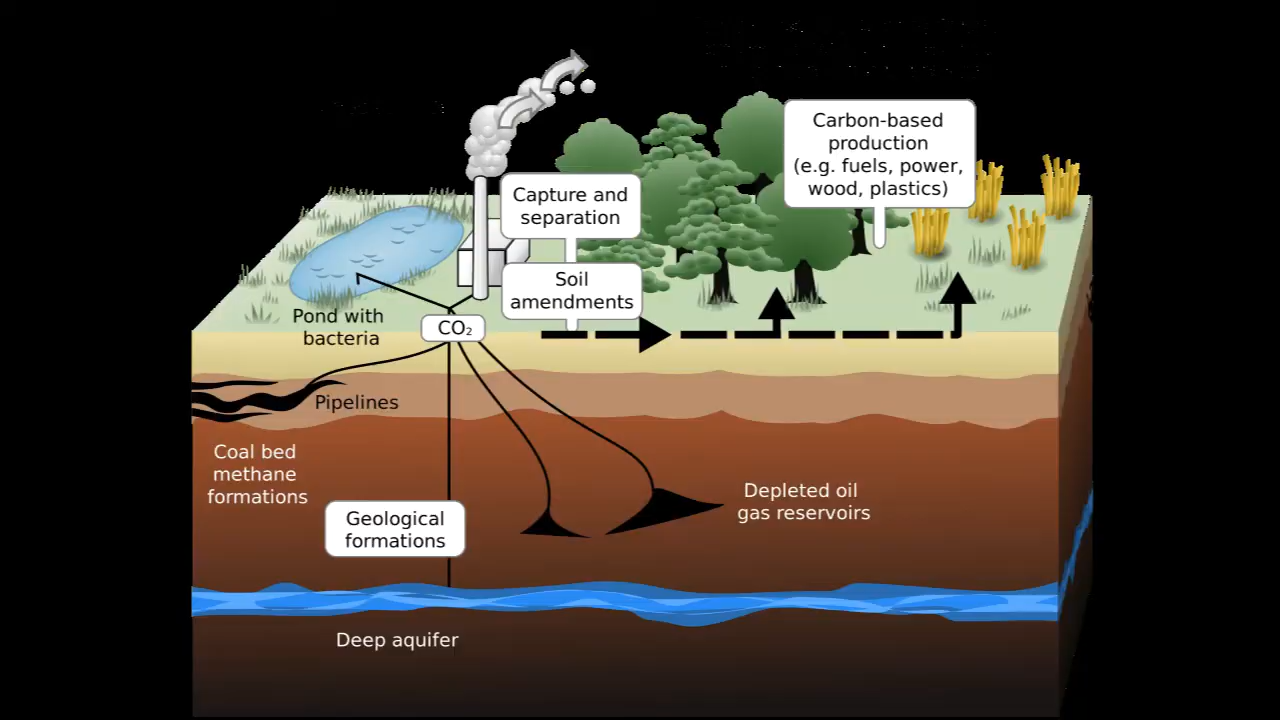 Carbon-based
production
(e.g. fuels, power,
wood, plastics)
Capture and
separation
Soil
amendments
Pond with
bacteria
CO₂
Pipelines
Coal bed
methane
formations
Geological
formations
Depleted oil
gas reservoirs
Deep aquifer